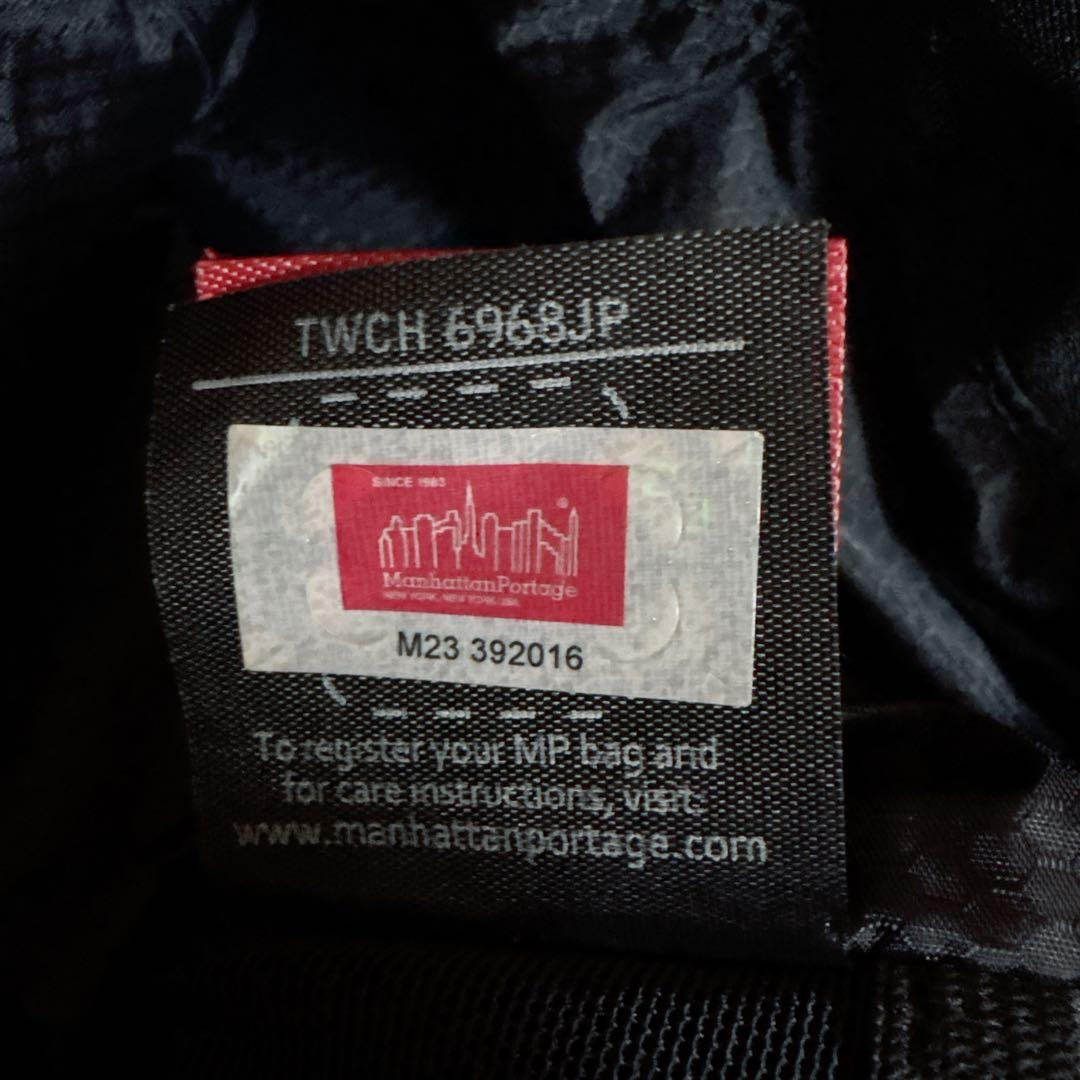 TWCH 6968JP
SINCE 1983
®
ManhattanPortage
NEW YORK, NEW YORK, USA
M23 392016
To register your MP bag and
for care instructions, visit:
www.manhattanportage.com